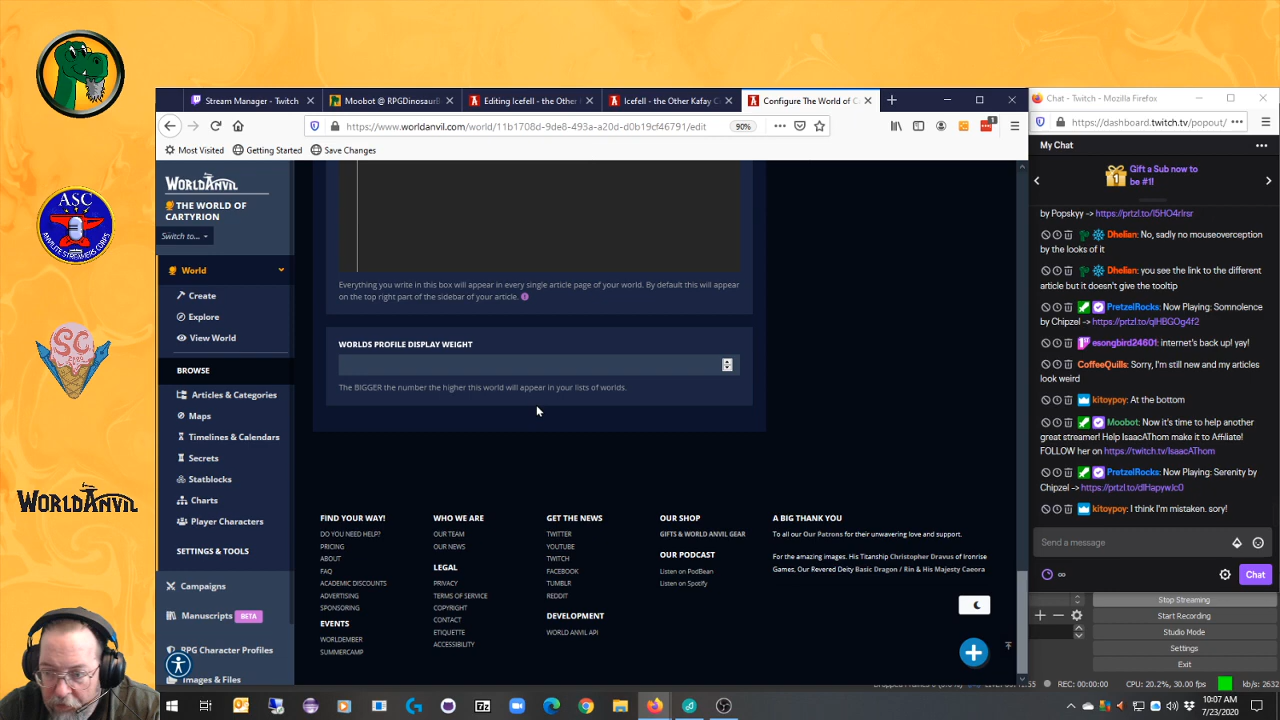 Stream Manager - Twitch
Moobot @ RPGDinosaurB
Editing Icefell - the Other
Icefell - the Other Kafay C
Configure The World of C
https://www.worldanvil.com/world/11b1708d-9de8-493a-a20d-d0b19cf46791/edit
90%
Most Visited
Getting Started
Save Changes
ASC
ANVILITE STREAMERS CORPS
SC
WORLDANVIL
WORLDANVIL
THE WORLD OF
CARTYRION
Switch to...
World
Create
Explore
View World
BROWSE
Articles & Categories
Maps
Timelines & Calendars
Secrets
Statblocks
Charts
Player Characters
SETTINGS & TOOLS
Campaigns
Manuscripts BETA
RPG Character Profiles
Images & Files
Everything you write in this box will appear in every single article page of your world. By default this will appear
on the top right part of the sidebar of your article.
WORLDS PROFILE DISPLAY WEIGHT
The BIGGER the number the higher this world will appear in your lists of worlds.
FIND YOUR WAY!
DO YOU NEED HELP?
PRICING
ABOUT
FAQ
ACADEMIC DISCOUNTS
ADVERTISING
SPONSORING
EVENTS
WORLDEMBER
SUMMERCAMP
WHO WE ARE
OUR TEAM
OUR NEWS
LEGAL
PRIVACY
TERMS OF SERVICE
COPYRIGHT
CONTACT
ETIQUETTE
ACCESSIBILITY
GET THE NEWS
TWITTER
YOUTUBE
TWITCH
FACEBOOK
TUMBLR
REDDIT
DEVELOPMENT
WORLD ANVIL API
OUR SHOP
GIFTS & WORLD ANVIL GEAR
OUR PODCAST
Listen on PodBean
Listen on Spotify
A BIG THANK YOU
To all our Our Patrons for their unwavering love and support.
For the amazing images. His Titanship Christopher Dravus of Ironrise
Games, Our Revered Deity Basic Dragon / Rin & His Majesty Caeora
Chat - Twitch - Mozilla Firefox
https://dashboard.twitch.tv/popout/
My Chat
Gift a Sub now to
be #1!
by Popskyy -> https://prtzl.to/l5HO4rIrsr
Dhelian: No, sadly no mouseoverception
by the looks of it
Dhelian: you see the link to the different
article but it doesn't give the tooltip
PretzelRocks: Now Playing: Somnolence
by Chipzel -> https://prtzl.to/qlHBGOg4f2
esongbird24601: internet's back up! yay!
CoffeeQuills: Sorry, I'm still new and my articles
look weird
kitoypoy: At the bottom
Moobot: Now it's time to help another
great streamer! Help IsaacAThom make it to Affiliate!
FOLLOW her on https://twitch.tv/IsaacAThom
PretzelRocks: Now Playing: Serenity by
Chipzel -> https://prtzl.to/dlHapywJc0
kitoypoy: I think I'm mistaken. sorry!
Send a message
Chat
Stop Streaming
Start Recording
Studio Mode
Settings
Exit
REC: 00:00:00
CPU: 20.2%, 30.00 fps
kb/s: 2632
10:07 AM
7/23/2020